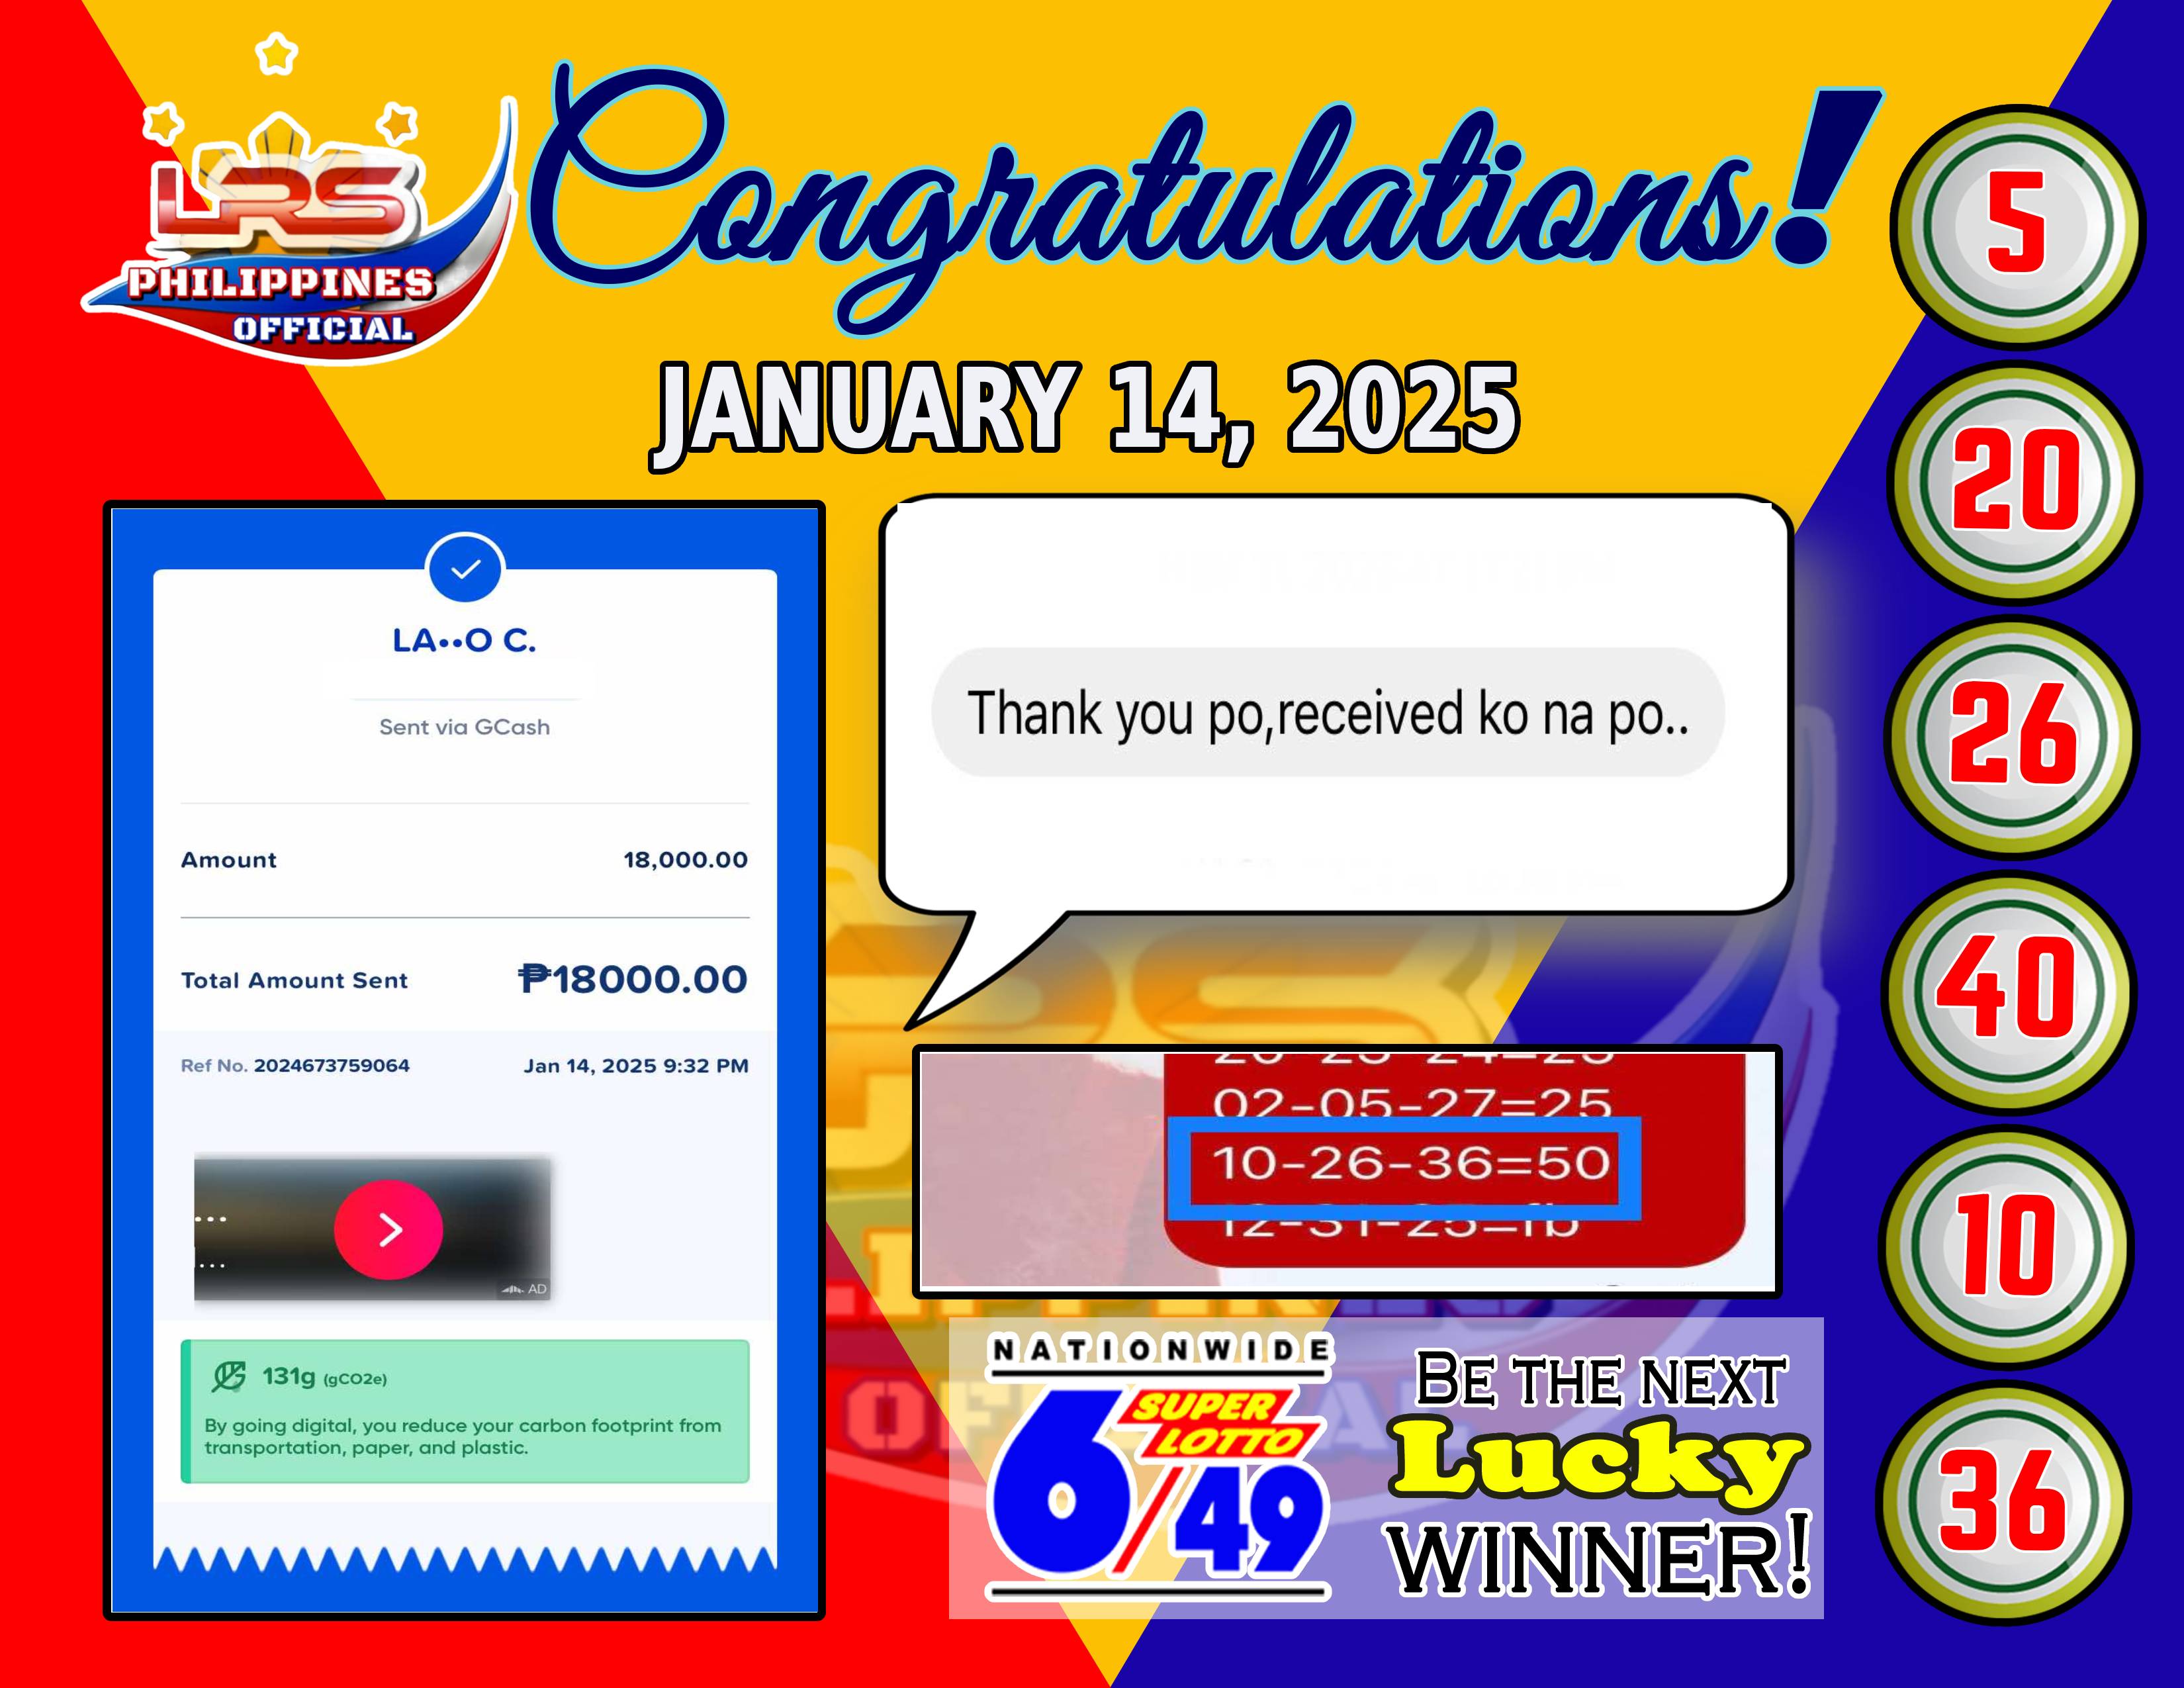 LRS
PHILIPPINES
OFFICIAL
Congratulations!
JANUARY 14, 2025
LA••O C.
Sent via GCash
Amount 18,000.00
Total Amount Sent ₱18000.00
Ref No. 2024673759064 Jan 14, 2025 9:32 PM
...
...
AD
131g (gCO2e)
By going digital, you reduce your carbon footprint from
transportation, paper, and plastic.
Thank you po,received ko na po..
02-05-27=25
10-26-36=50
12-31-25=fb
NATIONWIDE
SUPER
LOTTO
6/49
BE THE NEXT
Lucky
WINNER!
5
20
26
40
10
36